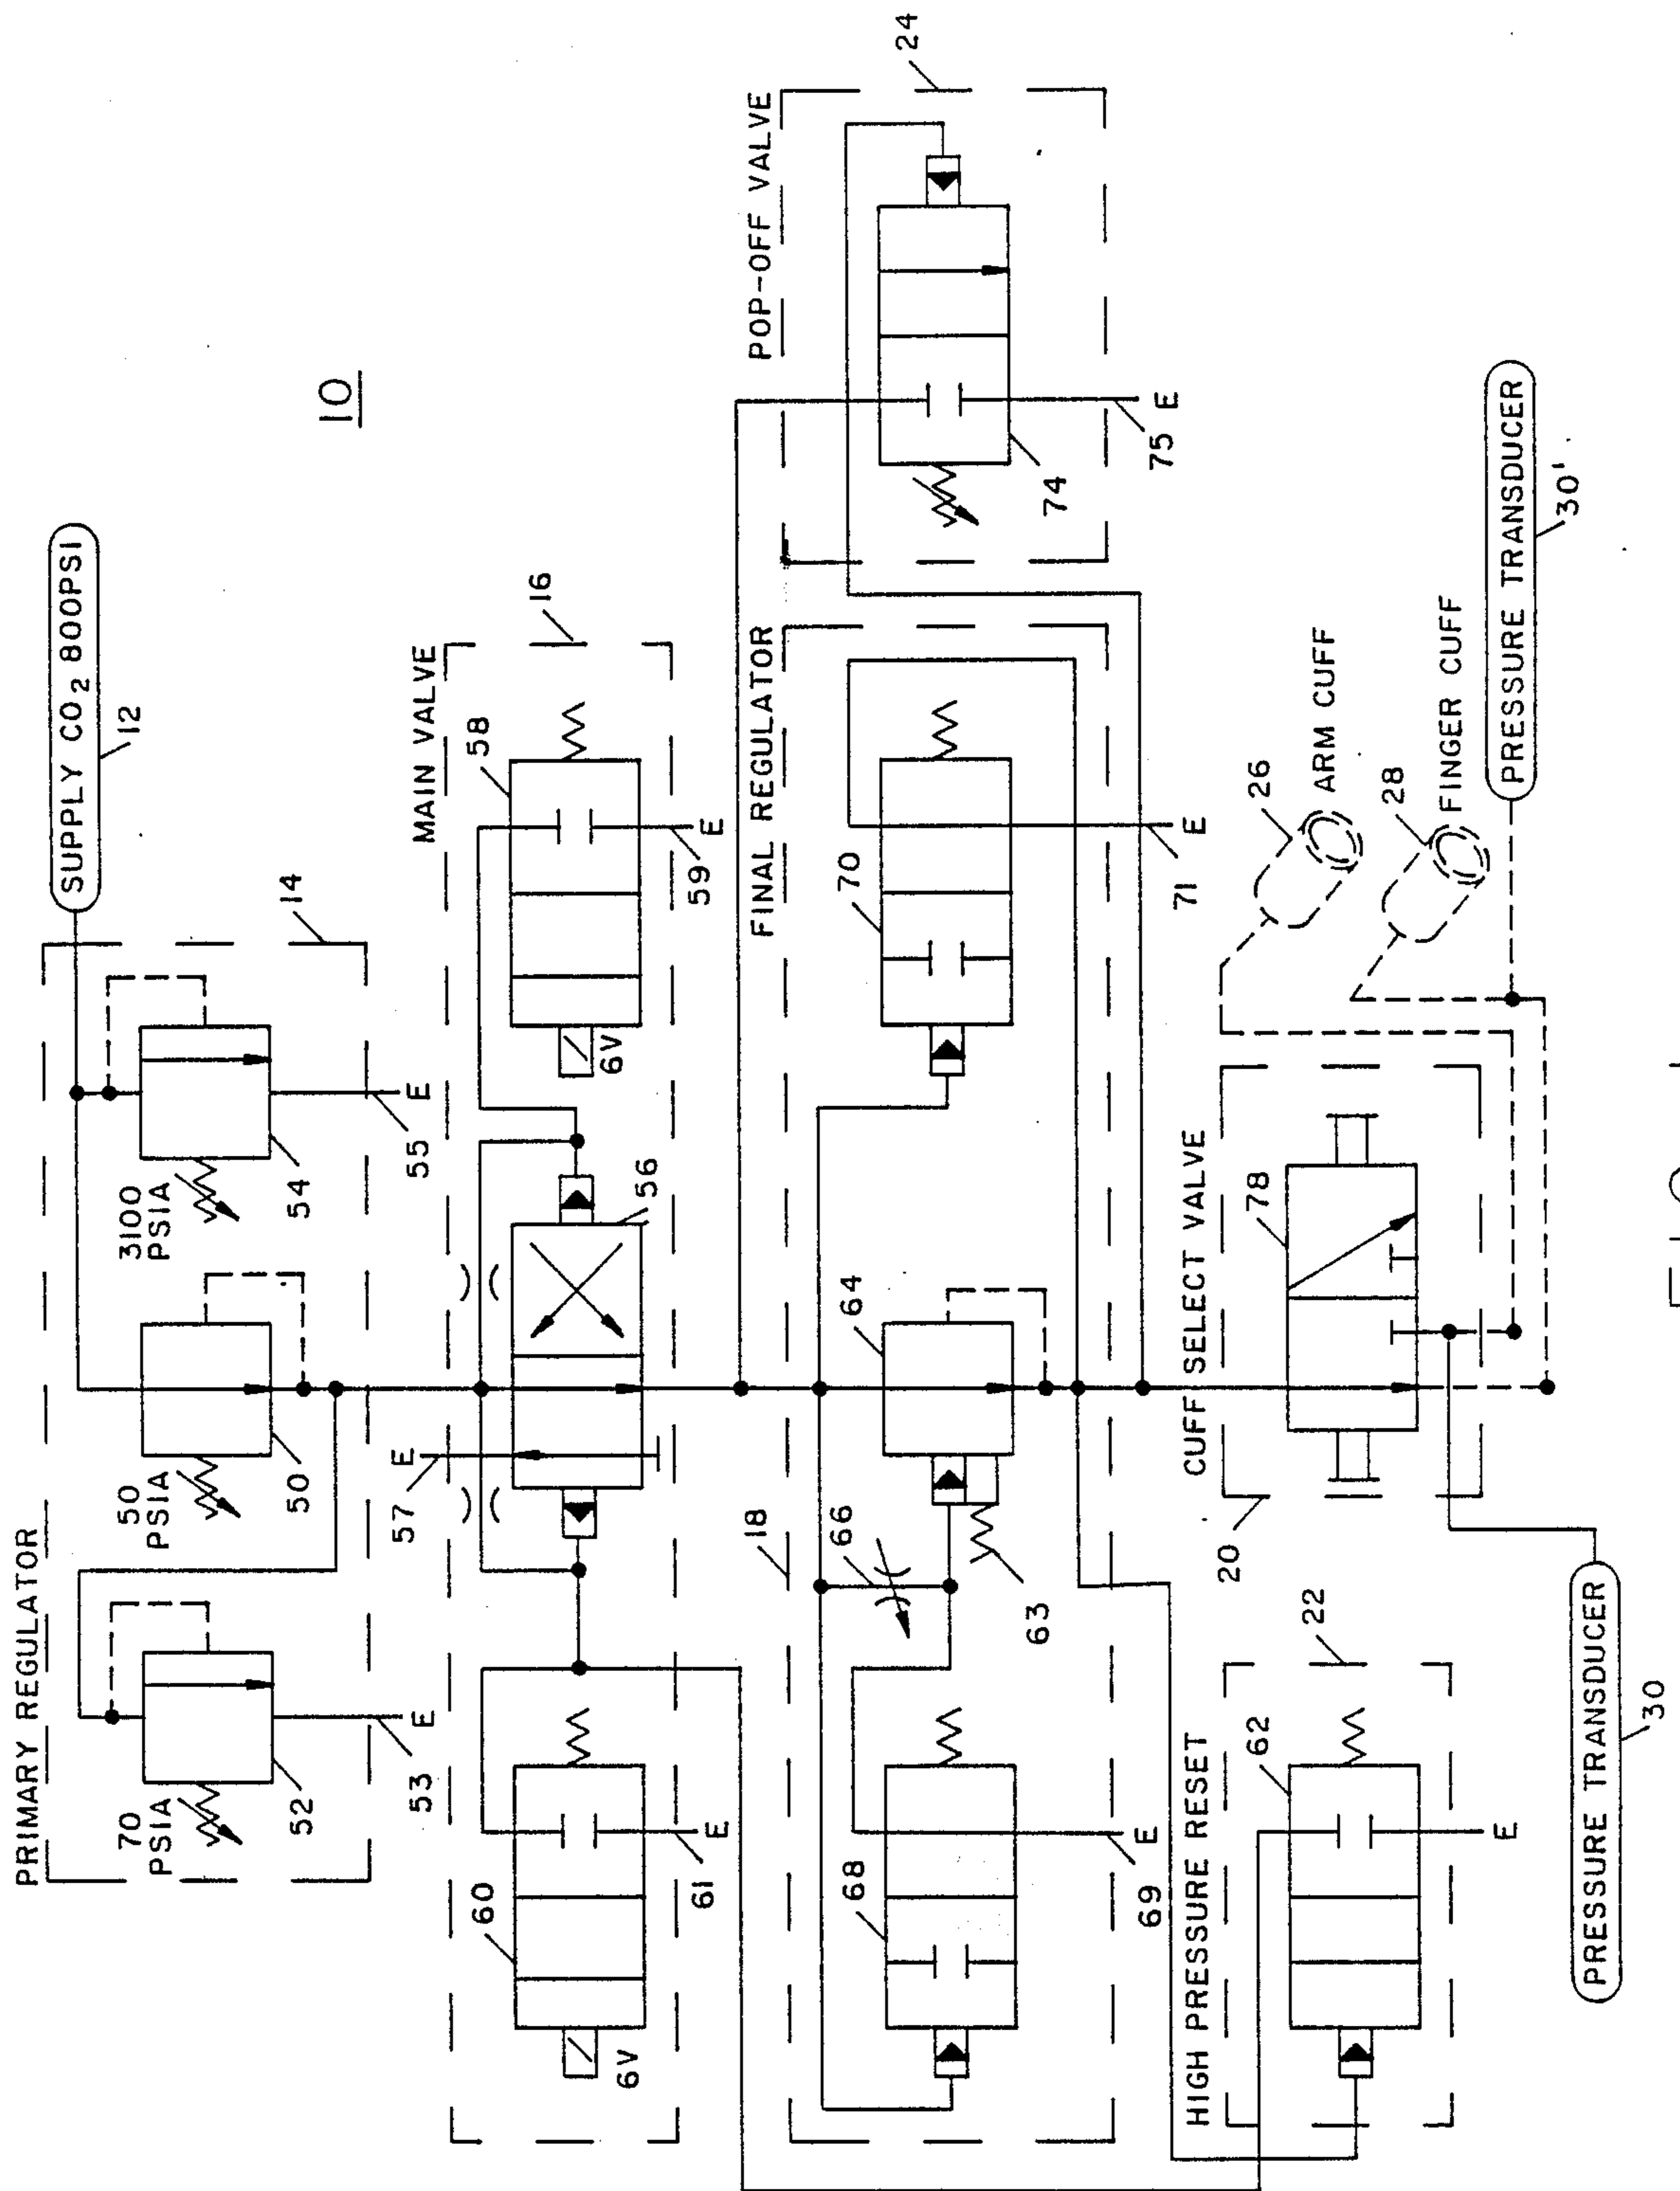 10
SUPPLY CO2 800PSI
12
PRIMARY REGULATOR
14
70
PSIA
52
53
E
50
PSIA
50
3100
PSIA
54
55
E
MAIN VALVE
16
60
6V
61
E
57
E
56
58
6V
59
E
FINAL REGULATOR
18
68
69
E
66
63
64
70
71
E
POP-OFF VALVE
24
74
75
E
HIGH PRESSURE RESET
22
62
E
CUFF SELECT VALVE
20
78
26
ARM CUFF
28
FINGER CUFF
PRESSURE TRANSDUCER
30'
PRESSURE TRANSDUCER
30